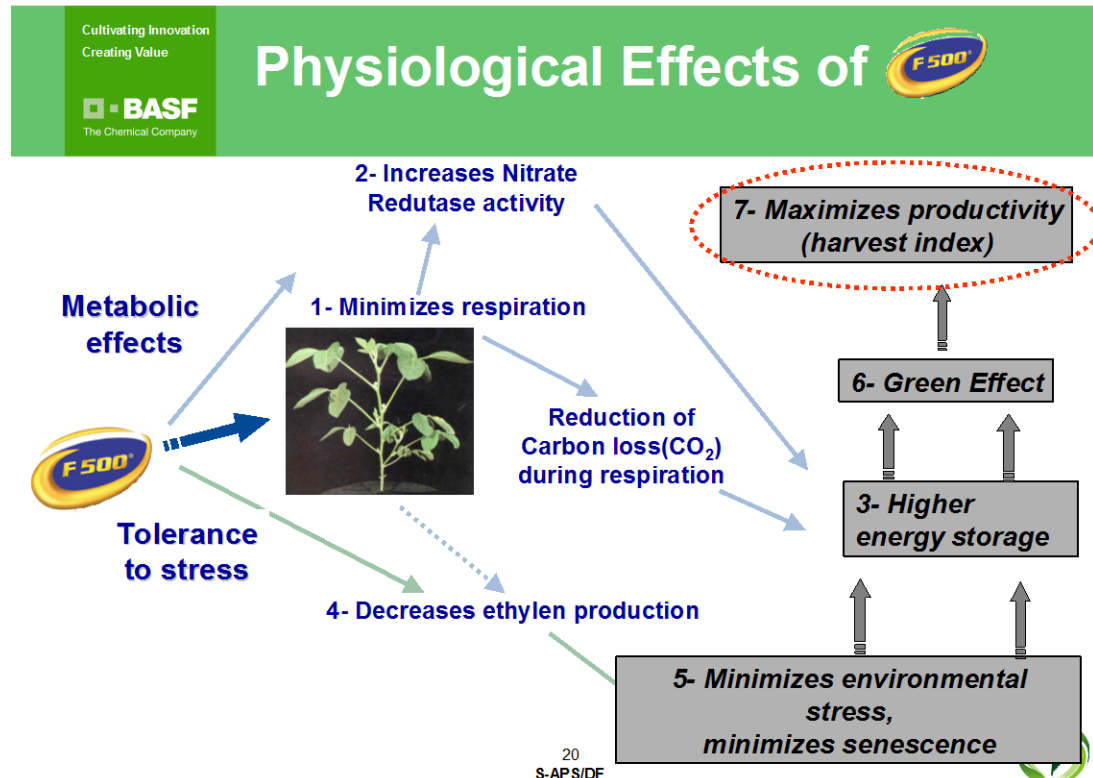 Cultivating Innovation
Creating Value
BASF
The Chemical Company
Physiological Effects of F 500®
2- Increases Nitrate
Redutase activity
7- Maximizes productivity
(harvest index)
Metabolic
effects
1- Minimizes respiration
6- Green Effect
Reduction of
Carbon loss(CO₂)
during respiration
F 500®
3- Higher
energy storage
Tolerance
to stress
4- Decreases ethylen production
5- Minimizes environmental
stress,
minimizes senescence
20
S-APS/DF